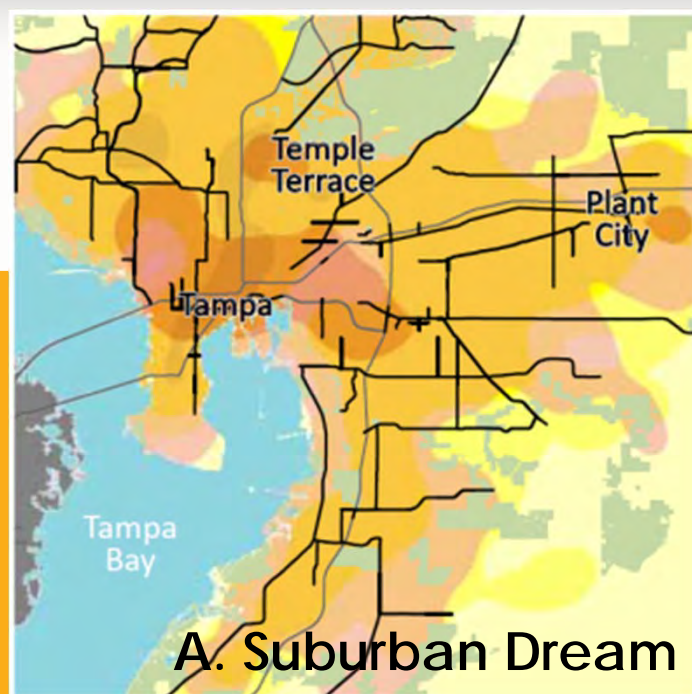 Temple
Terrace
Plant
City
Tampa
Tampa
Bay
A. Suburban Dream